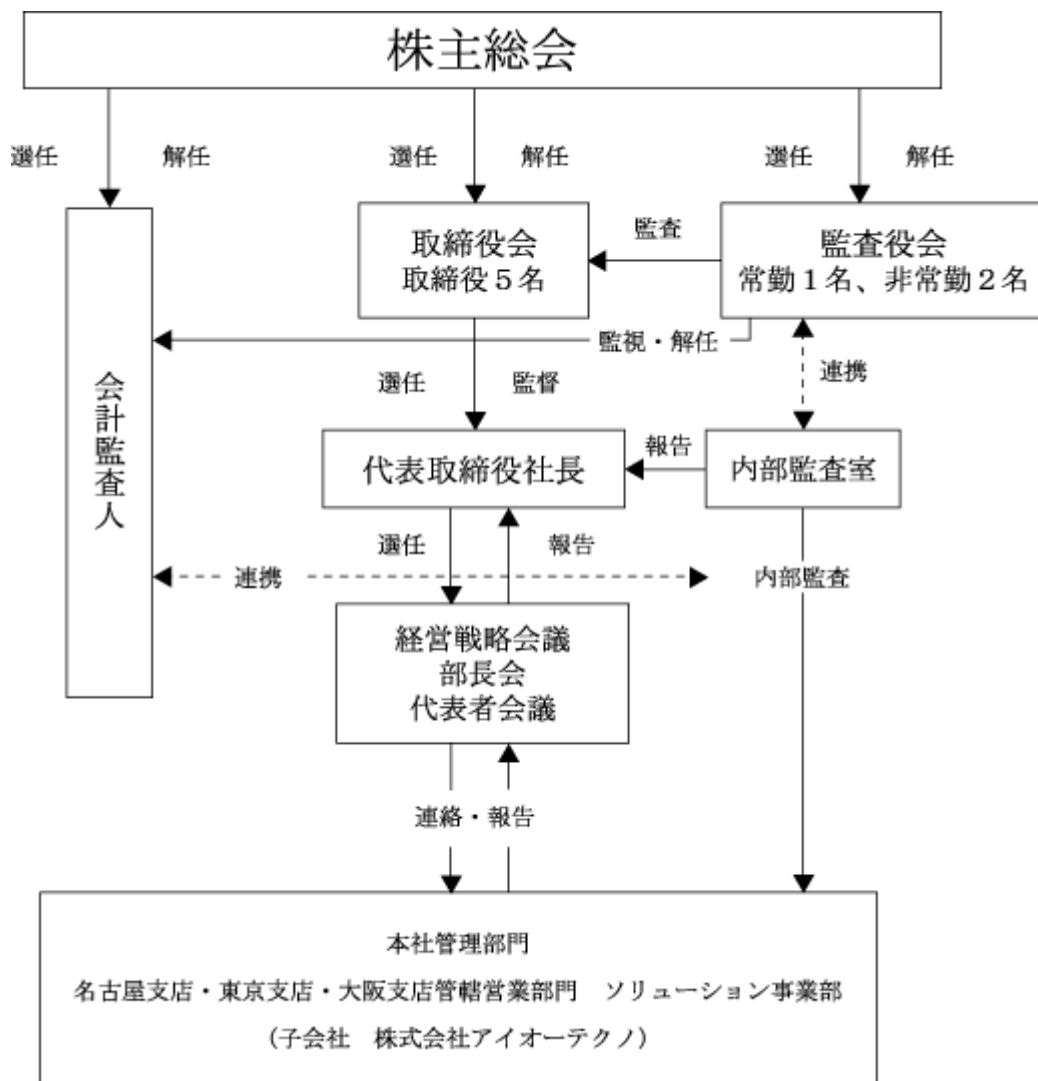 株主総会
選任 解任 選任 解任 選任 解任
取締役会
取締役５名
監査
監査役会
常勤１名、非常勤２名
監視・解任
連携
選任 監督
会計監査人
代表取締役社長
報告
内部監査室
選任 報告
連携
内部監査
経営戦略会議
部長会
代表者会議
連絡・報告
本社管理部門
名古屋支店・東京支店・大阪支店管轄営業部門　ソリューション事業部
（子会社　株式会社アイオーテクノ）